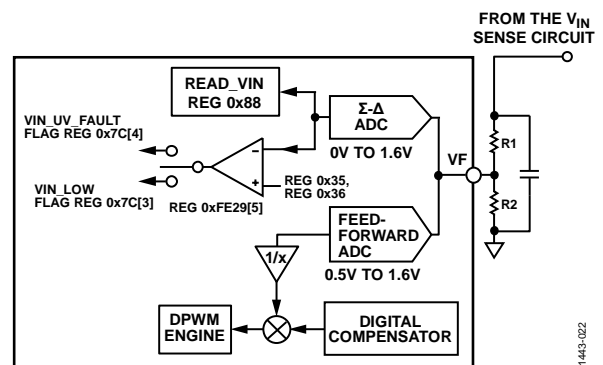 FROM THE VIN
SENSE CIRCUIT
READ_VIN
REG 0x88
Σ-Δ
ADC
0V TO 1.6V
VIN_UV_FAULT
FLAG REG 0x7C[4]
VIN_LOW
FLAG REG 0x7C[3]
−
+
REG 0x35,
REG 0x36
REG 0xFE29[5]
VF
R1
R2
FEED-
FORWARD
ADC
0.5V TO 1.6V
1/x
DPWM
ENGINE
DIGITAL
COMPENSATOR
1443-022